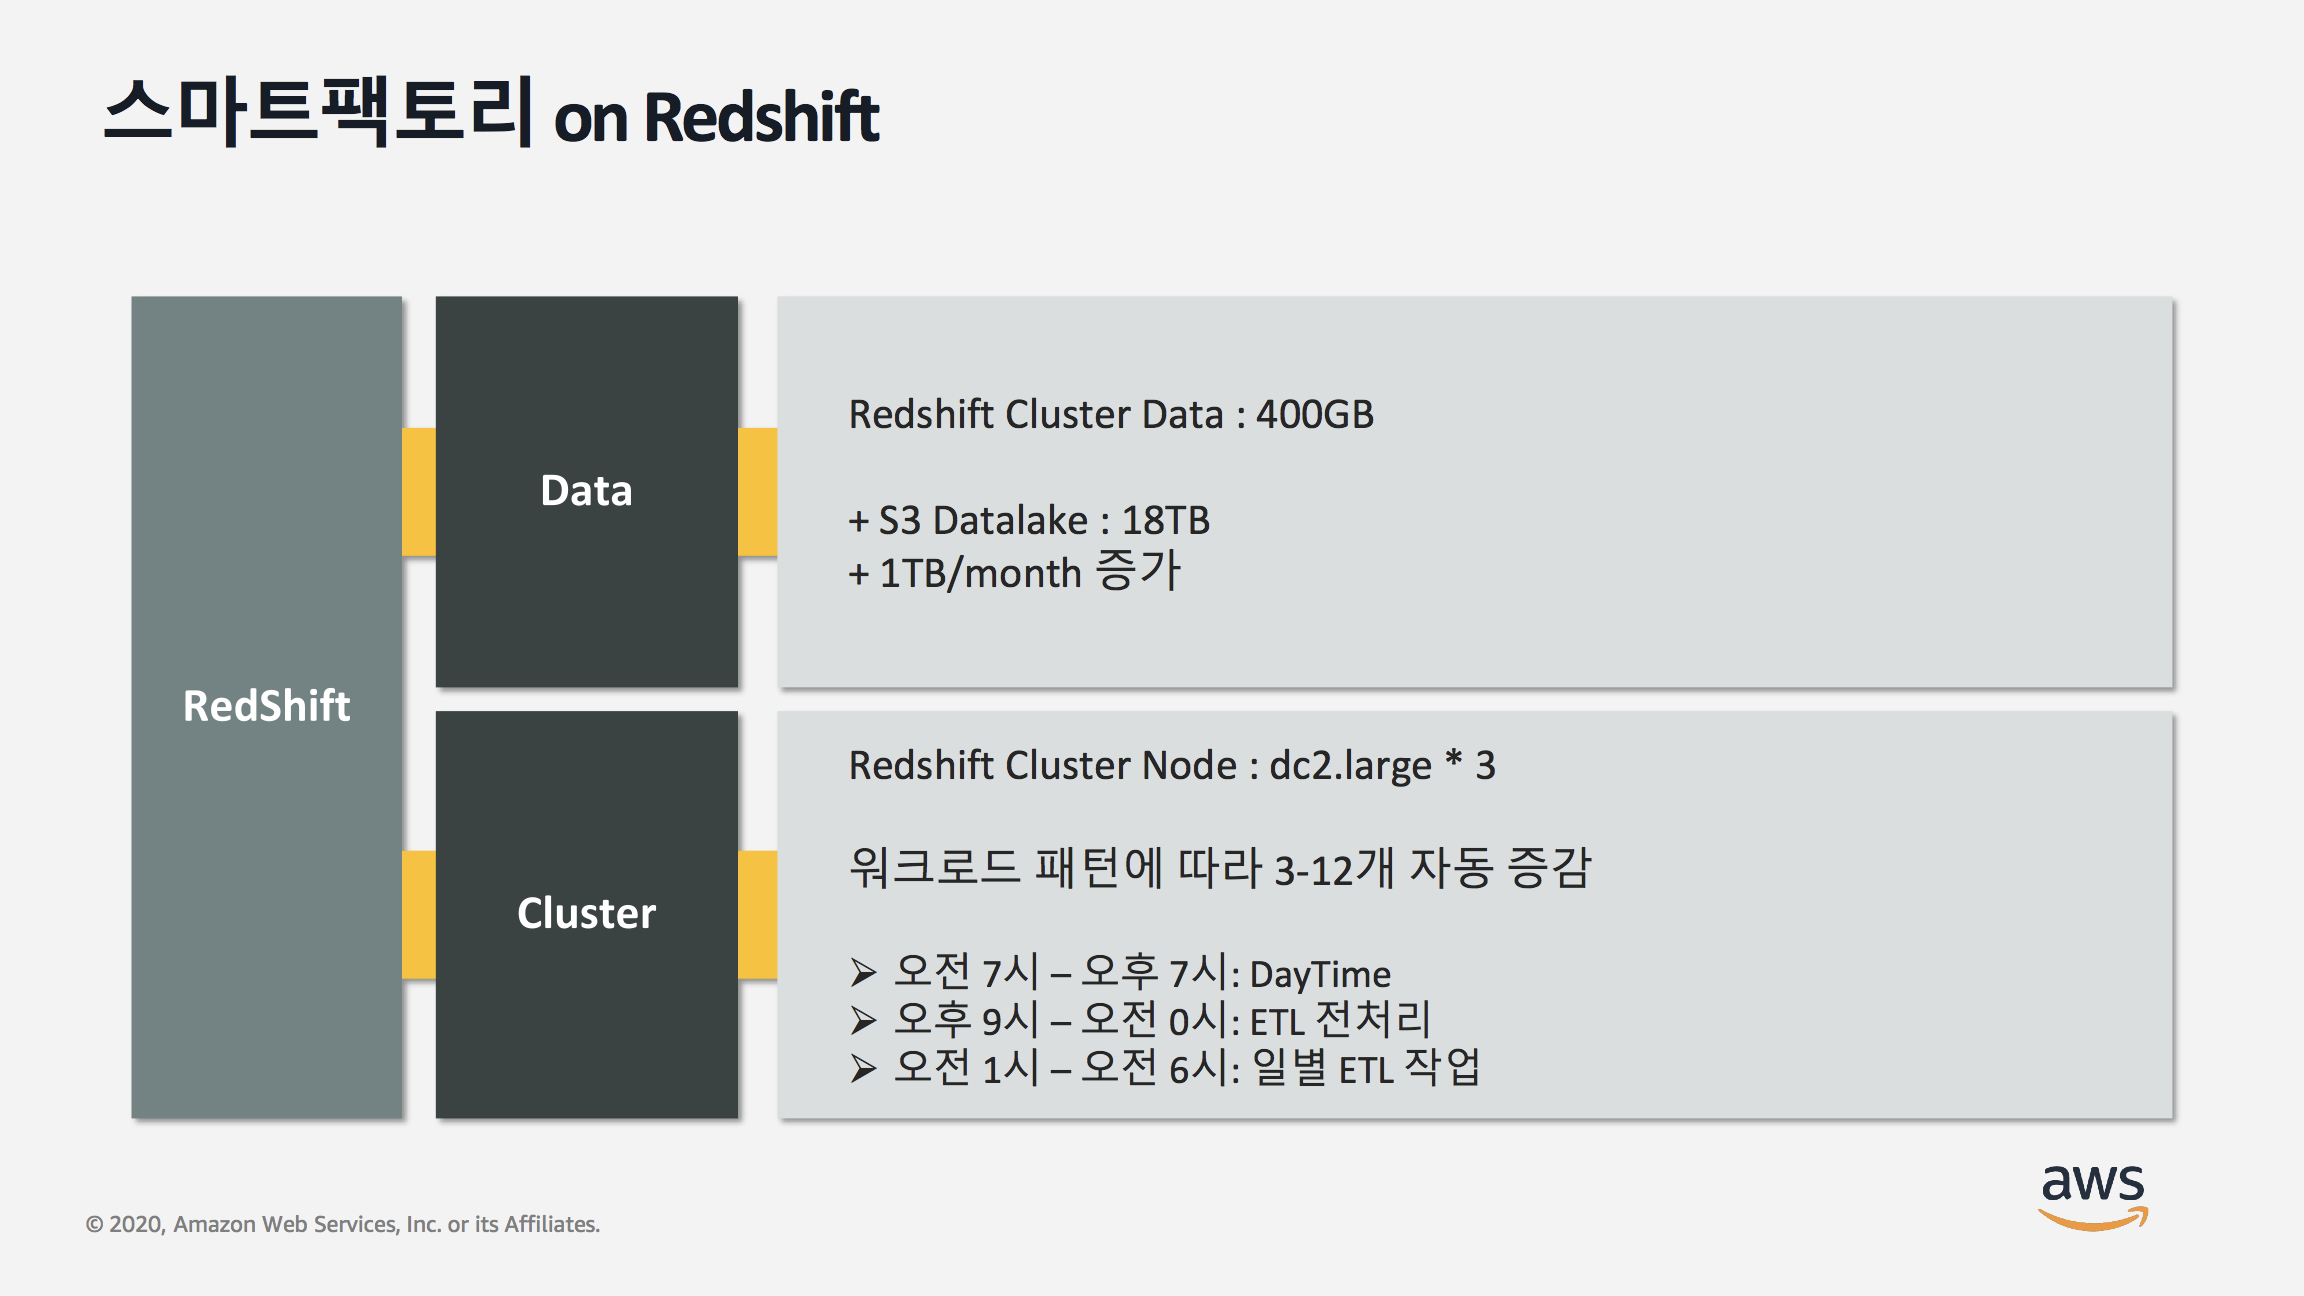 스마트팩토리 on Redshift
RedShift
Data
Redshift Cluster Data : 400GB
+ S3 Datalake : 18TB
+ 1TB/month 증가
Cluster
Redshift Cluster Node : dc2.large * 3
워크로드 패턴에 따라 3-12개 자동 증감
➢ 오전 7시 – 오후 7시: DayTime
➢ 오후 9시 – 오전 0시: ETL 전처리
➢ 오전 1시 – 오전 6시: 일별 ETL 작업
© 2020, Amazon Web Services, Inc. or its Affiliates.
aws